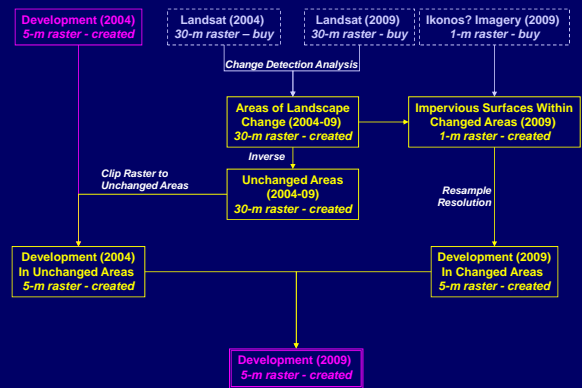 Development (2004)
5-m raster - created
Landsat (2004)
30-m raster – buy
Landsat (2009)
30-m raster - buy
Ikonos? Imagery (2009)
1-m raster - buy
Change Detection Analysis
Areas of Landscape
Change (2004-09)
30-m raster - created
Impervious Surfaces Within
Changed Areas (2009)
1-m raster - created
Inverse
Clip Raster to
Unchanged Areas
Unchanged Areas
(2004-09)
30-m raster - created
Resample
Resolution
Development (2004)
In Unchanged Areas
5-m raster - created
Development (2009)
In Changed Areas
5-m raster - created
Development (2009)
5-m raster - created